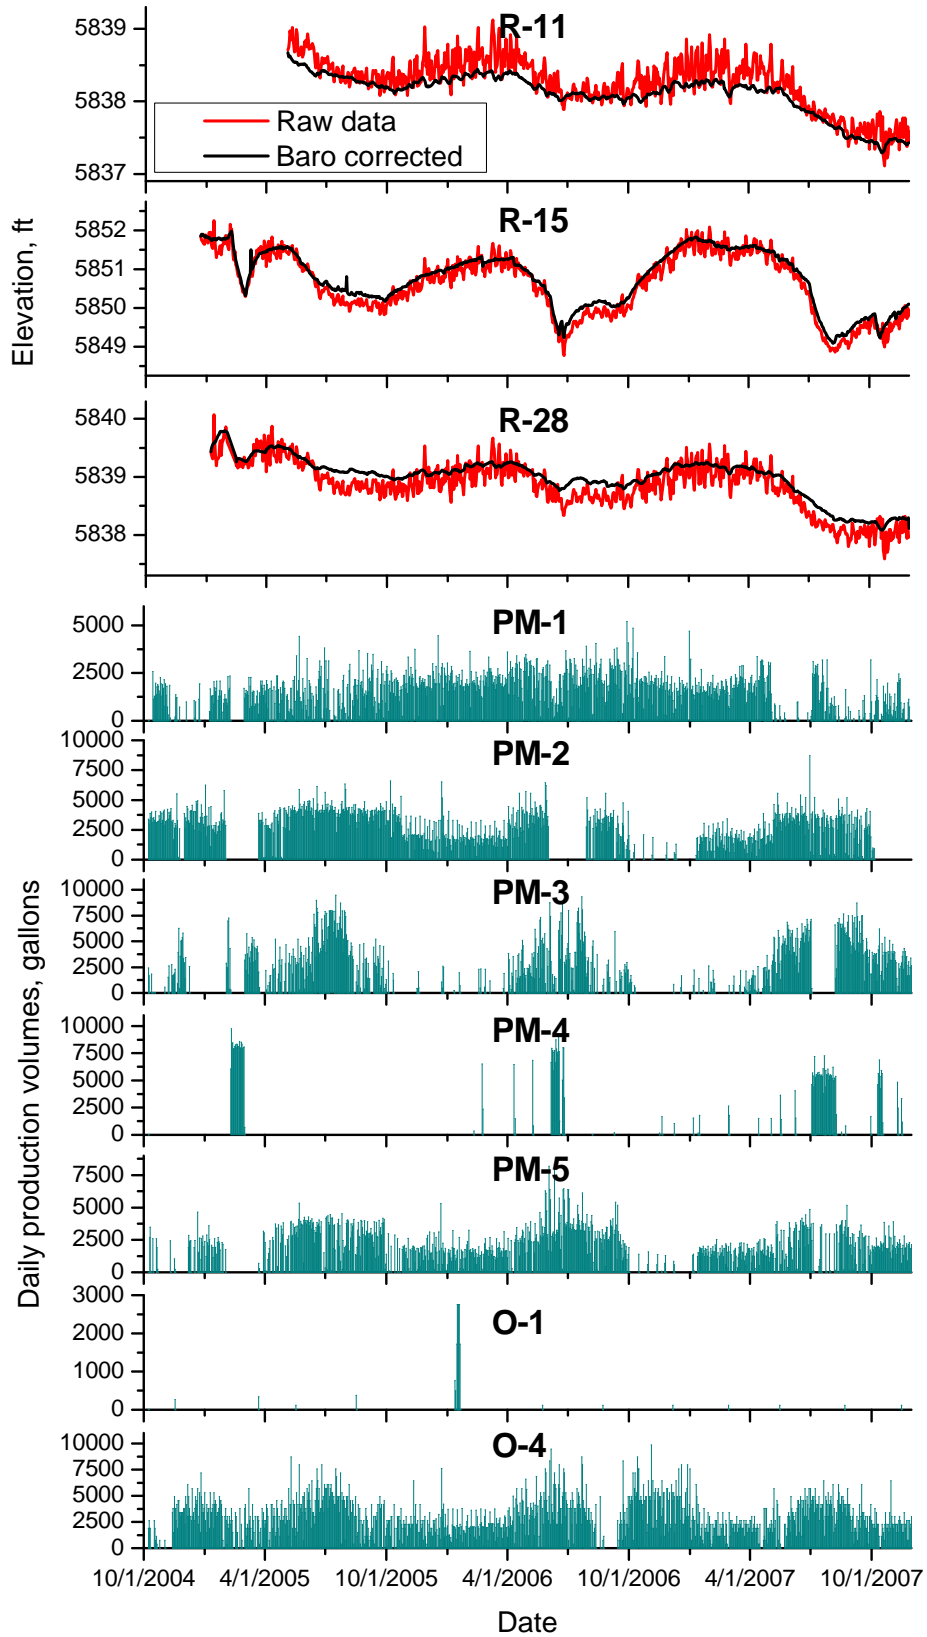 R-11
5839
5838
5837
Raw data
Baro corrected
R-15
5852
5851
5850
5849
Elevation, ft
R-28
5840
5839
5838
PM-1
5000
2500
0
PM-2
10000
7500
5000
2500
0
PM-3
10000
7500
5000
2500
0
PM-4
10000
7500
5000
2500
0
PM-5
7500
5000
2500
0
Daily production volumes, gallons
O-1
3000
2000
1000
0
O-4
10000
7500
5000
2500
0
10/1/2004 4/1/2005 10/1/2005 4/1/2006 10/1/2006 4/1/2007 10/1/2007
Date